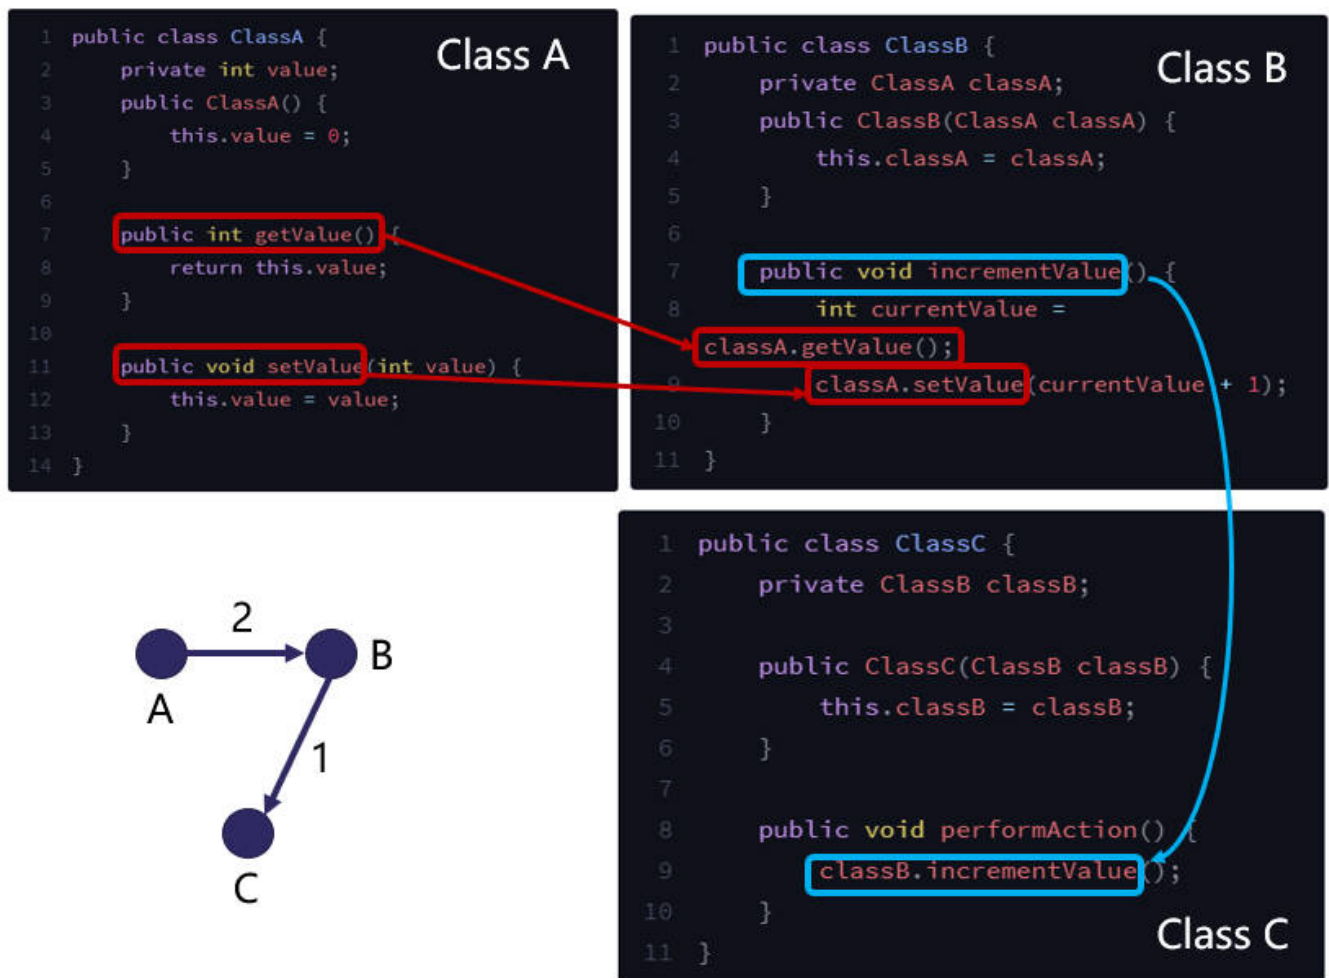 Class A
1 public class ClassA {
2 private int value;
3 public ClassA() {
4 this.value = 0;
5 }
6
7 public int getValue() {
8 return this.value;
9 }
10
11 public void setValue(int value) {
12 this.value = value;
13 }
14 }
Class B
1 public class ClassB {
2 private ClassA classA;
3 public ClassB(ClassA classA) {
4 this.classA = classA;
5 }
6
7 public void incrementValue() {
8 int currentValue =
classA.getValue();
9 classA.setValue(currentValue + 1);
10 }
11 }
2
A
B
1
C
1 public class ClassC {
2 private ClassB classB;
3
4 public ClassC(ClassB classB) {
5 this.classB = classB;
6 }
7
8 public void performAction() {
9 classB.incrementValue();
10 }
11 }
Class C